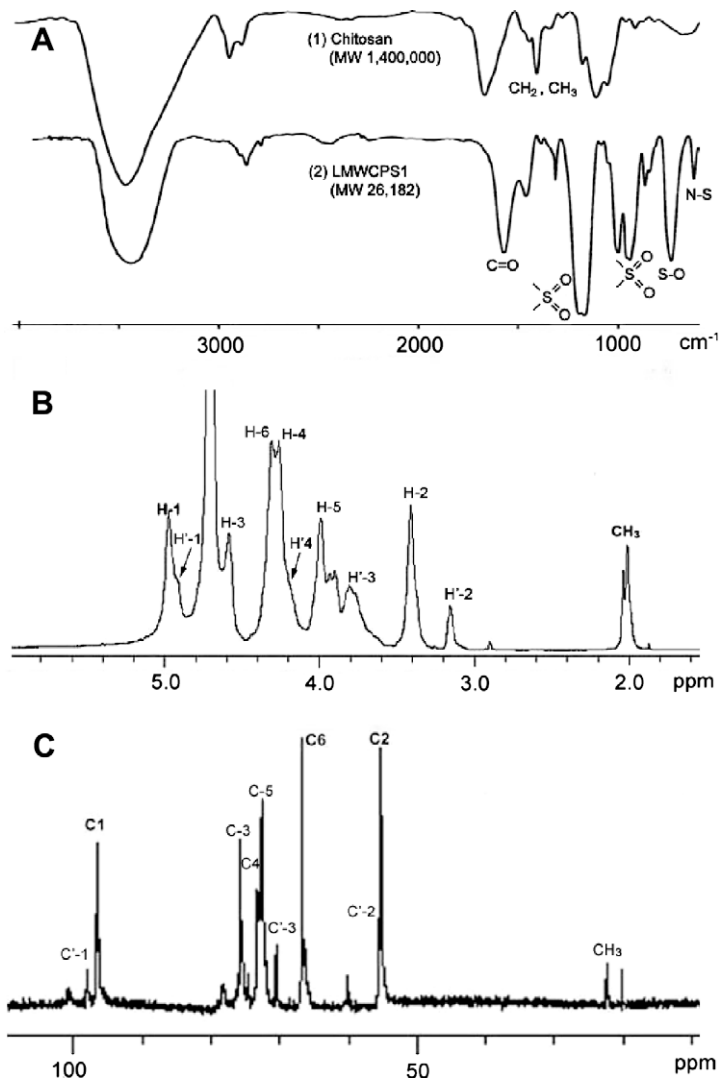 A
(1) Chitosan
(MW 1,400,000)
CH2 , CH3
(2) LMWCPS1
(MW 26,182)
N-S
C=O
S O O
S O O
S-O
3000 2000 1000 cm-1
B
H-6 H-4
H-1 H'-1 H-3 H'4 H-5 H'-3 H-2 H'-2 CH3
5.0 4.0 3.0 2.0 ppm
C
C6 C2
C-5
C1 C-3
C4
C'-1 C'-3 C'-2 CH3
100 50 ppm